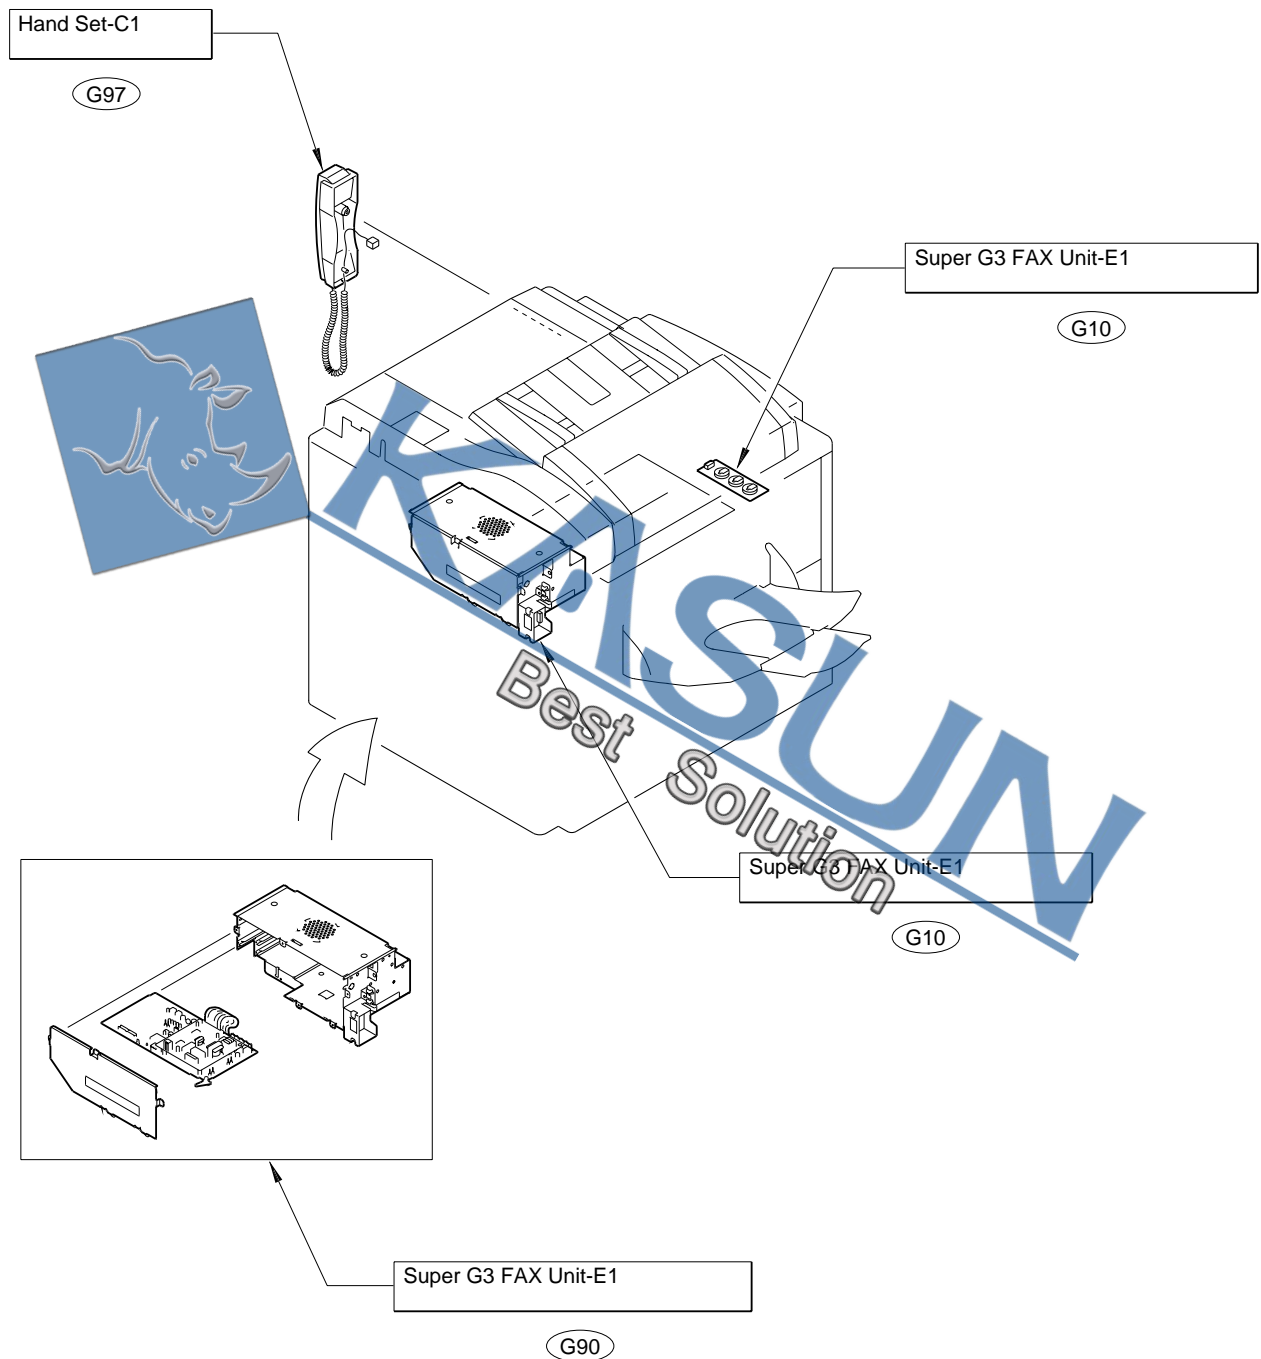 Hand Set-C1
G97
Super G3 FAX Unit-E1
G10
KASUN
Best Solution
Super G3 FAX Unit-E1
G10
Super G3 FAX Unit-E1
G90